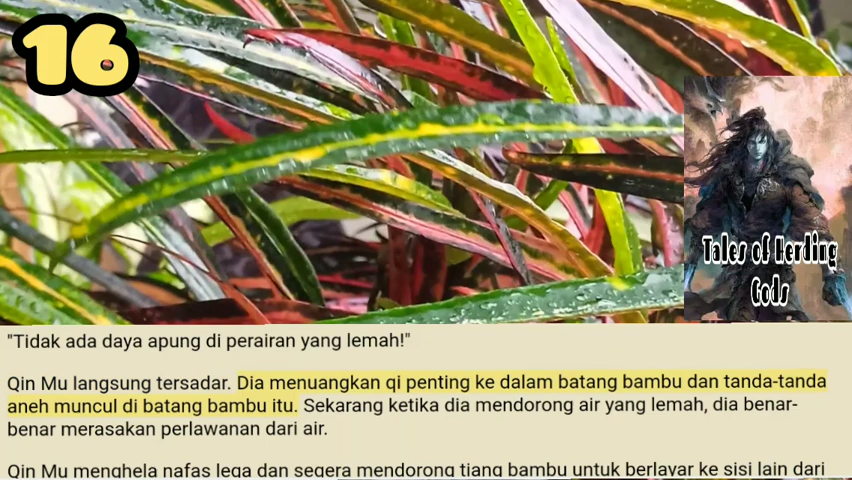 16
Tales of Herding
Gods
"Tidak ada daya apung di perairan yang lemah!"
Qin Mu langsung tersadar. Dia menuangkan qi penting ke dalam batang bambu dan tanda-tanda
aneh muncul di batang bambu itu. Sekarang ketika dia mendorong air yang lemah, dia benar-
benar merasakan perlawanan dari air.
Qin Mu menghela nafas lega dan segera mendorong tiang bambu untuk berlayar ke sisi lain dari